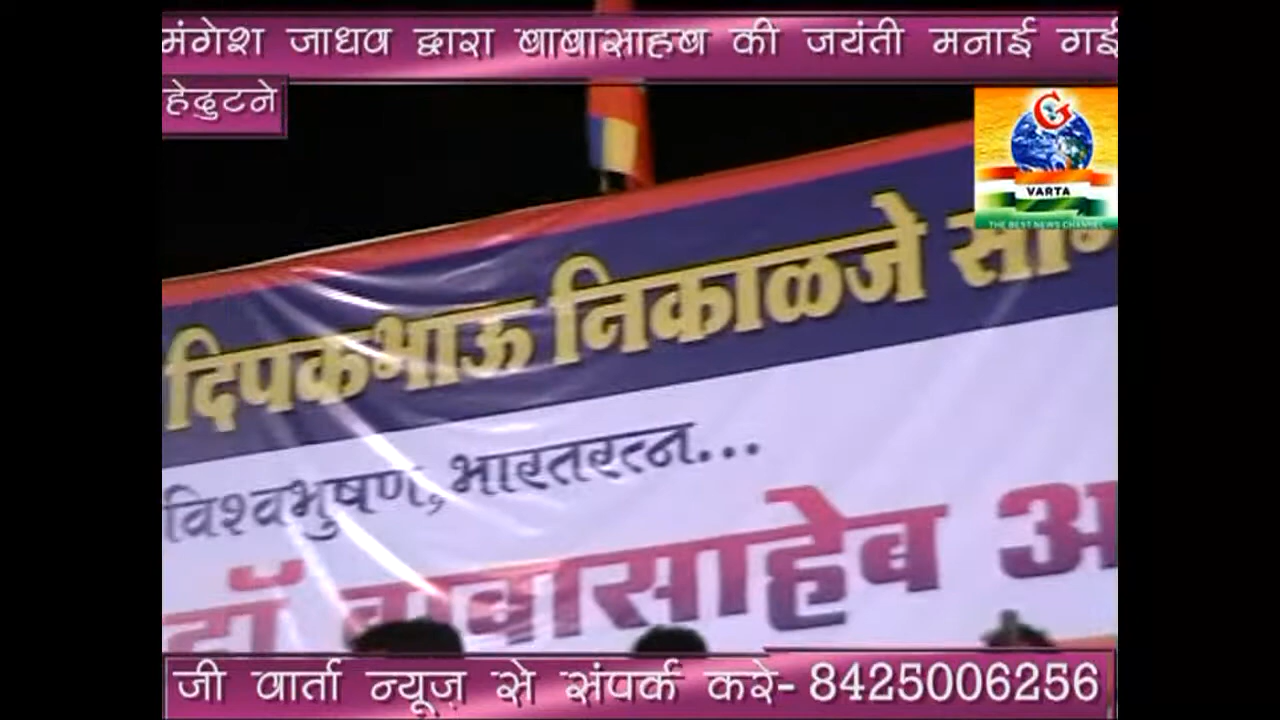 मंगेश जाधव द्वारा बाबासाहब की जयंती मनाई गई
हेदुटने
G
VARTA
THE BEST NEWS CHANNEL
दिपकभाऊ निकाळजे
विश्वभुषण, भारतरत्न...
डॉ बाबासाहेब
जी वार्ता न्यूज़ से संपर्क करे- 8425006256